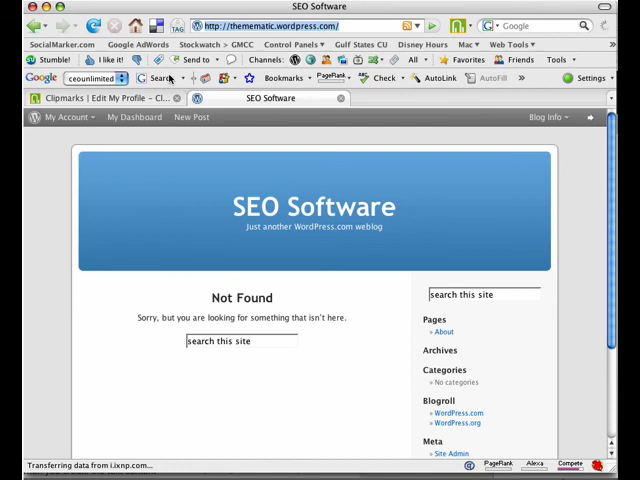 SEO Software
TAG http://thememattic.wordpress.com/ Google
SocialMarker.com Google AdWords Stockwatch > GMCC Control Panels Gulf States CU Disney Hours Mac Web Tools
Stumble! I like it! Send to Channels: All Favorites Friends Tools
Google ceounlimited Search Bookmarks PageRank Check AutoLink AutoFill Settings
Clipmarks | Edit My Profile – Cl... SEO Software
My Account My Dashboard New Post Blog Info
SEO Software
Just another WordPress.com weblog
Not Found
Sorry, but you are looking for something that isn't here.
search this site
search this site
Pages
» About
Archives
Categories
» No categories
Blogroll
» WordPress.com
» WordPress.org
Meta
» Site Admin
Transferring data from i.ixnp.com... PageRank Alexa Compete